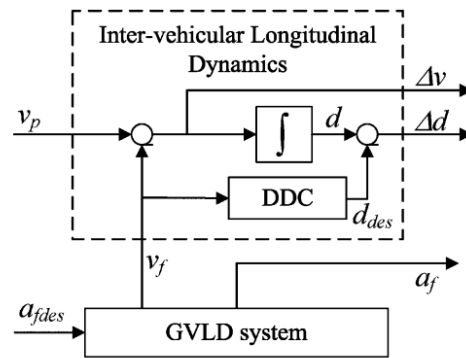 Inter-vehicular Longitudinal
Dynamics
Δv
v_p
∫
d
Δd
DDC
d_des
v_f
a_f
a_fdes
GVLD system